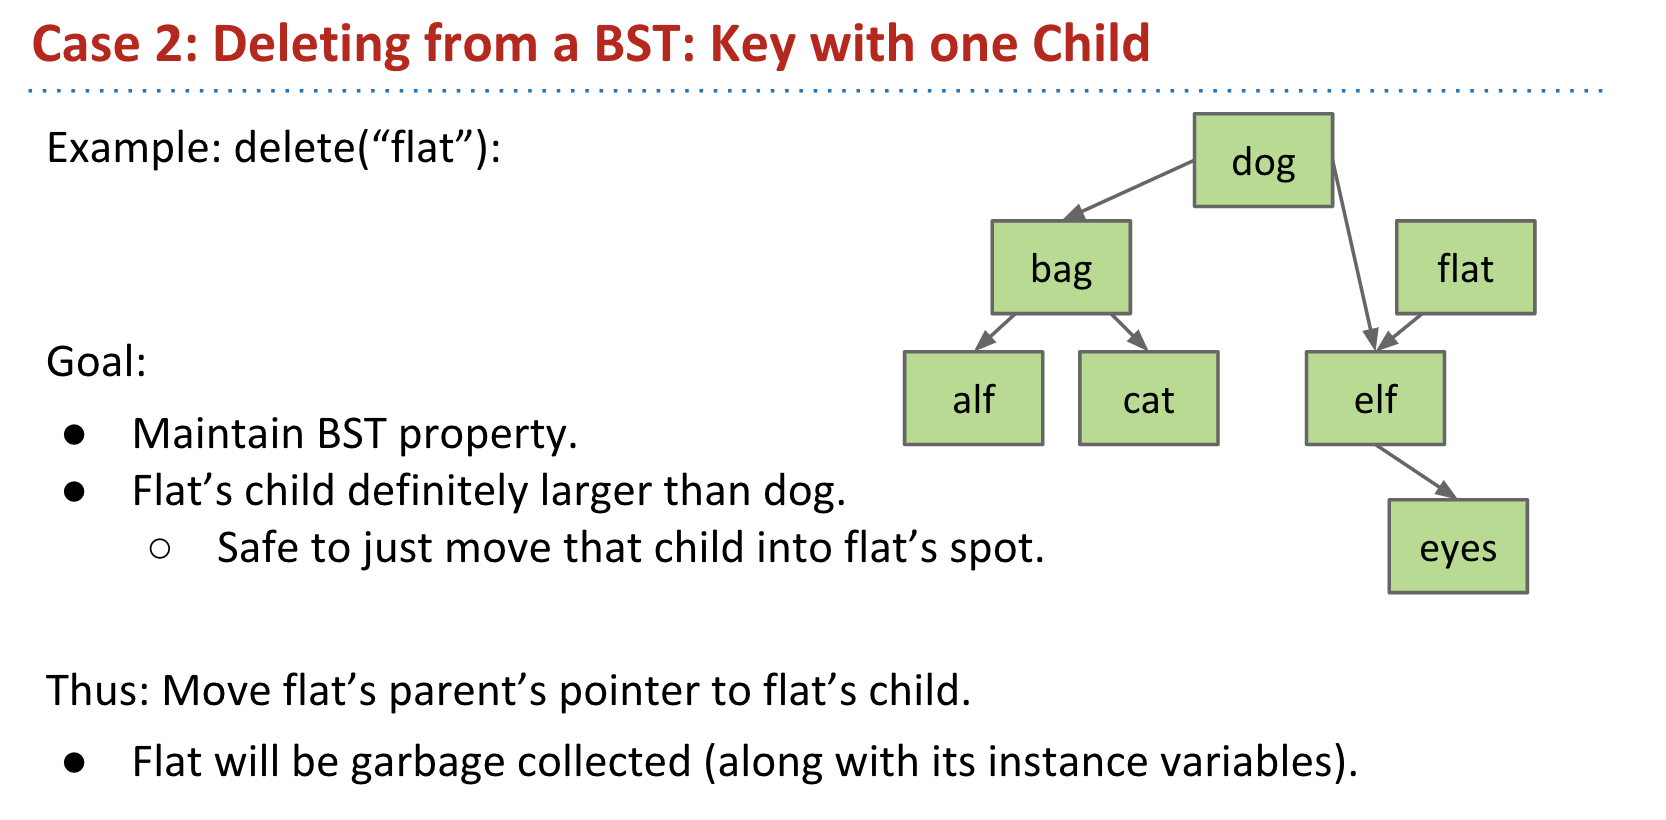 Case 2: Deleting from a BST: Key with one Child
Example: delete(“flat”):
dog
bag
flat
alf
cat
elf
eyes
Goal:
● Maintain BST property.
● Flat’s child definitely larger than dog.
○ Safe to just move that child into flat’s spot.
Thus: Move flat’s parent’s pointer to flat’s child.
● Flat will be garbage collected (along with its instance variables).